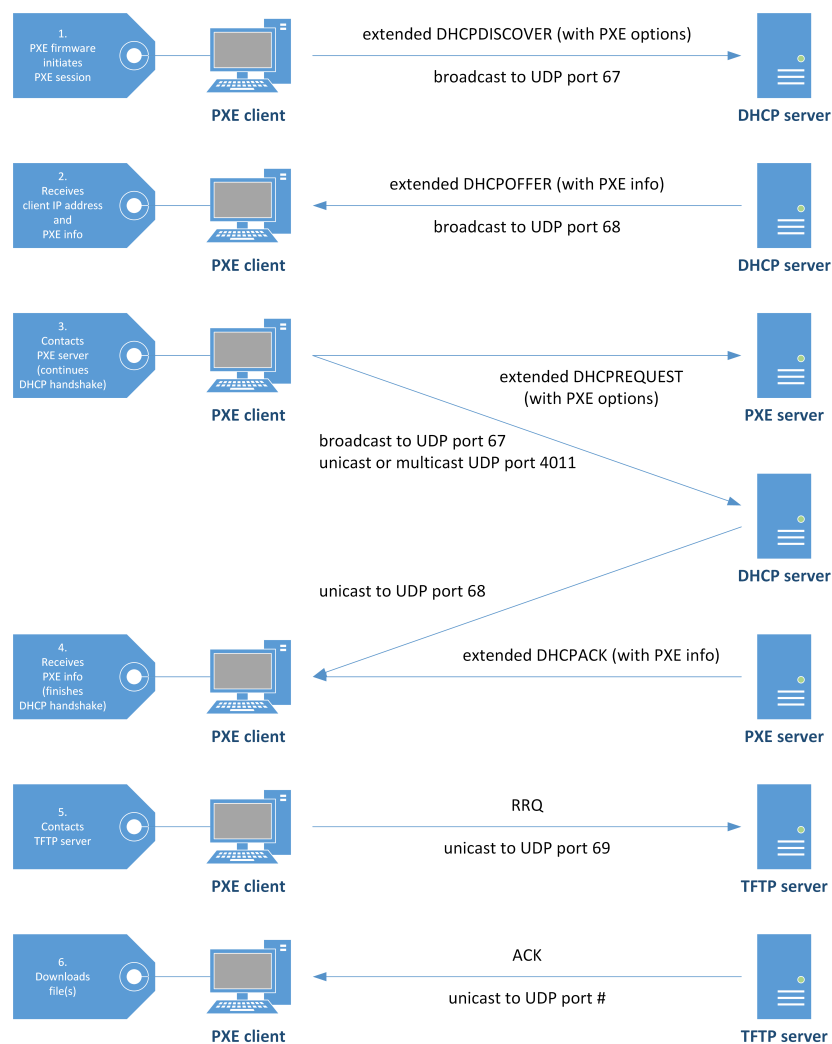 1.
PXE firmware
initiates
PXE session
extended DHCPDISCOVER (with PXE options)
broadcast to UDP port 67
PXE client
DHCP server
2.
Receives
client IP address
and
PXE info
extended DHCPOFFER (with PXE info)
broadcast to UDP port 68
PXE client
DHCP server
3.
Contacts
PXE server
(continues
DHCP handshake)
extended DHCPREQUEST
(with PXE options)
PXE client
PXE server
broadcast to UDP port 67
unicast or multicast UDP port 4011
DHCP server
unicast to UDP port 68
4.
Receives
PXE info
(finishes
DHCP handshake)
extended DHCPACK (with PXE info)
PXE client
PXE server
5.
Contacts
TFTP server
RRQ
unicast to UDP port 69
PXE client
TFTP server
6.
Downloads
file(s)
ACK
unicast to UDP port #
PXE client
TFTP server